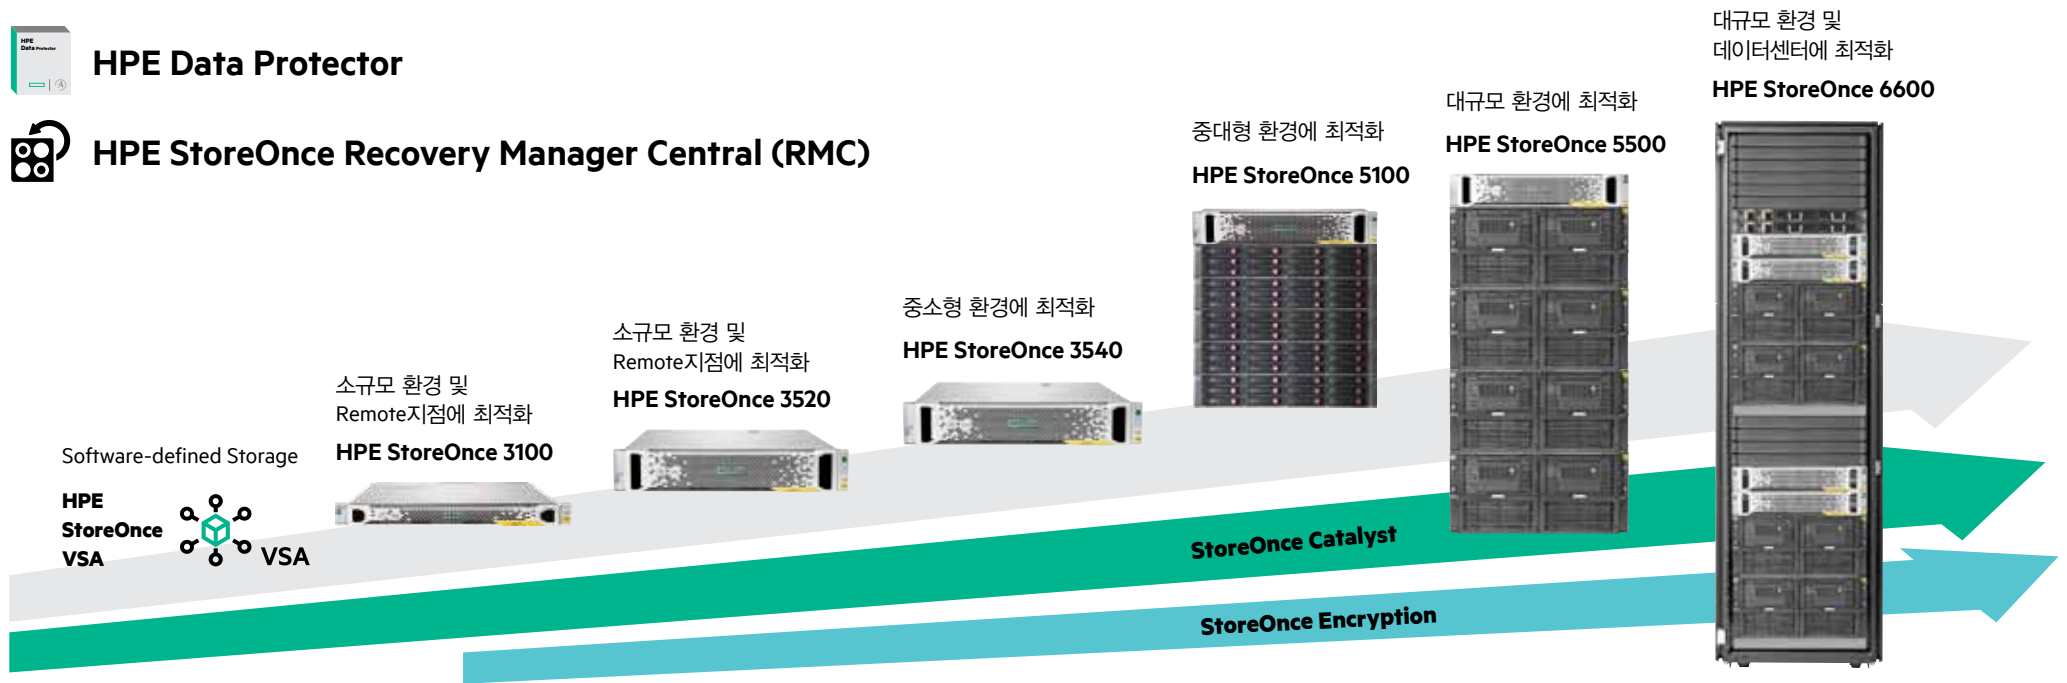 HPE
Data Protector
HPE Data Protector
HPE StoreOnce Recovery Manager Central (RMC)
Software-defined Storage
HPE
StoreOnce
VSA
VSA
소규모 환경 및
Remote지점에 최적화
HPE StoreOnce 3100
소규모 환경 및
Remote지점에 최적화
HPE StoreOnce 3520
중소형 환경에 최적화
HPE StoreOnce 3540
중대형 환경에 최적화
HPE StoreOnce 5100
대규모 환경에 최적화
HPE StoreOnce 5500
대규모 환경 및
데이터센터에 최적화
HPE StoreOnce 6600
StoreOnce Catalyst
StoreOnce Encryption